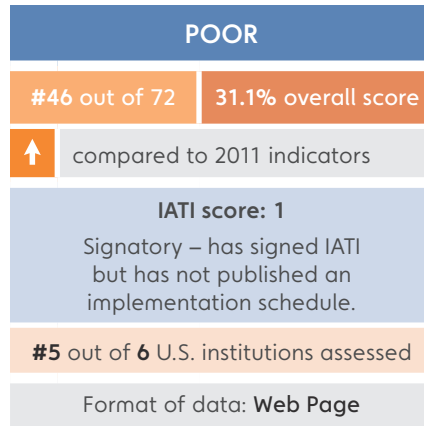 POOR
#46 out of 72
31.1% overall score
compared to 2011 indicators
IATI score: 1
Signatory – has signed IATI
but has not published an
implementation schedule.
#5 out of 6 U.S. institutions assessed
Format of data: Web Page